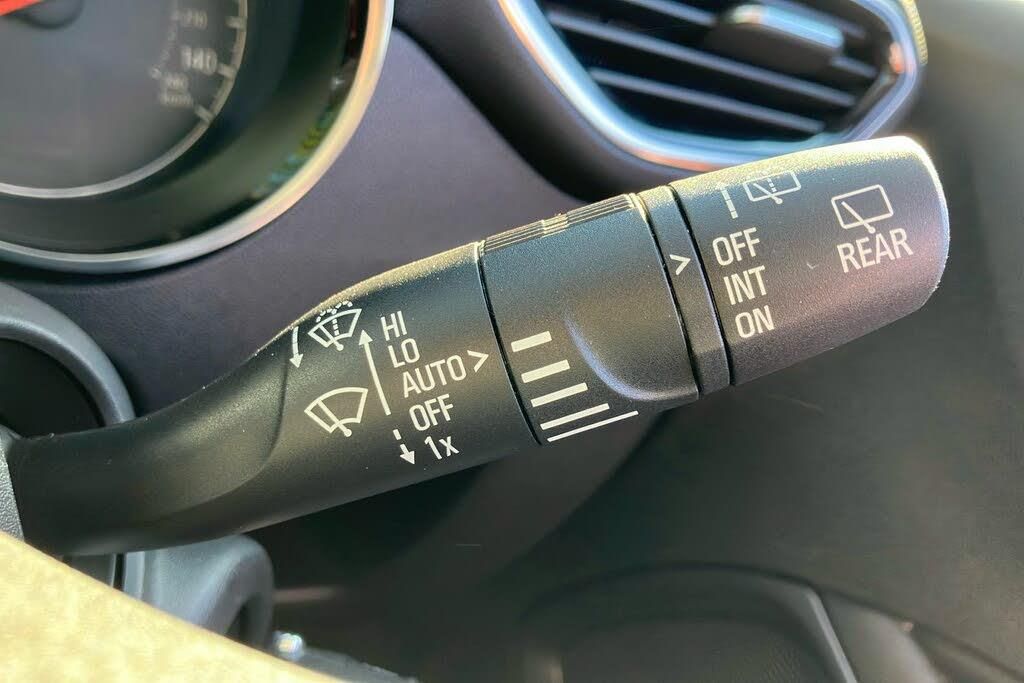 140
HI
LO
AUTO >
OFF
1x
>
OFF
INT
ON
REAR